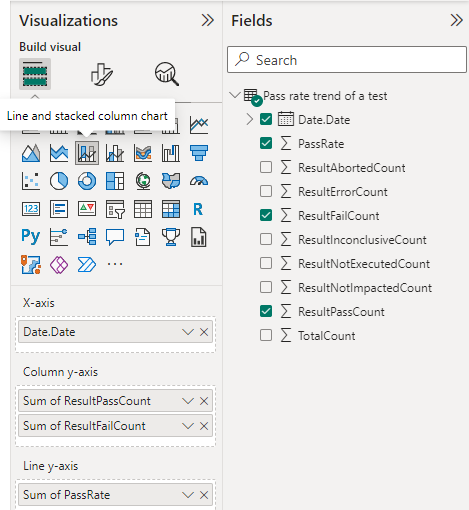 Visualizations
Build visual
Line and stacked column chart
123
R
Py
X-axis
Date.Date
Column y-axis
Sum of ResultPassCount
Sum of ResultFailCount
Line y-axis
Sum of PassRate
Fields
Search
Pass rate trend of a test
Date.Date
PassRate
ResultAbortedCount
ResultErrorCount
ResultFailCount
ResultInconclusiveCount
ResultNotExecutedCount
ResultNotImpactedCount
ResultPassCount
TotalCount